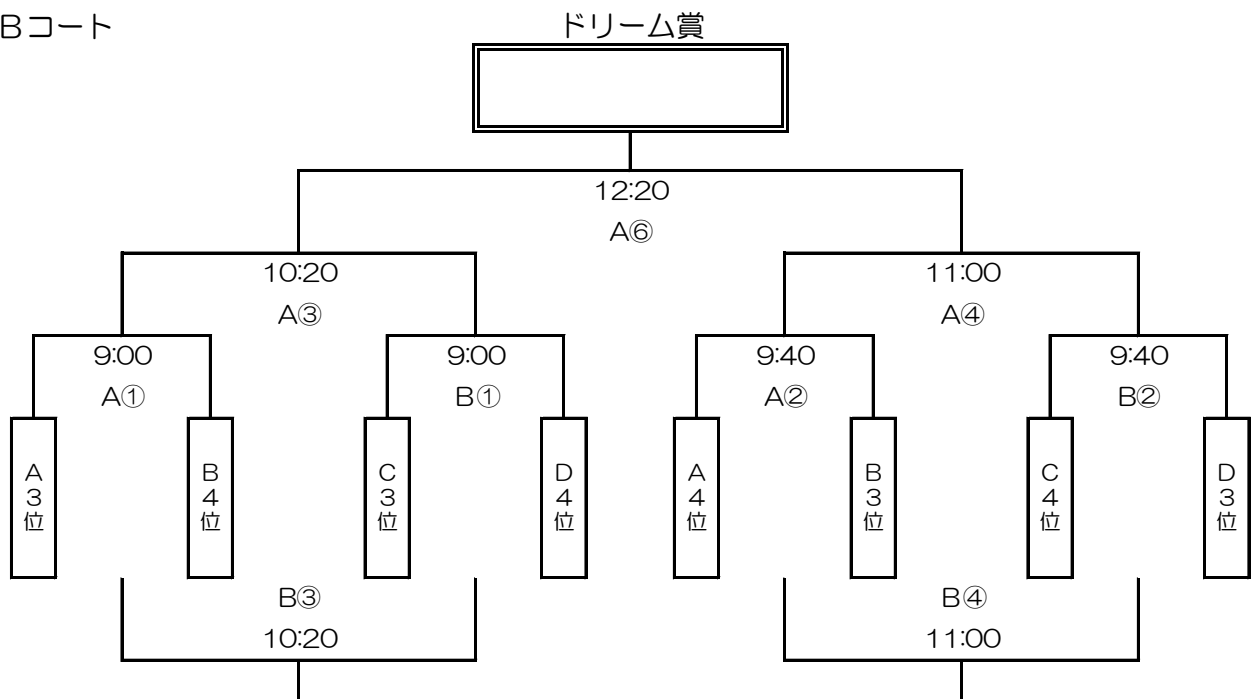 Bコート
ドリーム賞
12:20
A⑥
10:20
A③
11:00
A④
9:00
A①
9:00
B①
9:40
A②
9:40
B②
A3位
B4位
C3位
D4位
A4位
B3位
C4位
D3位
B③
10:20
B④
11:00